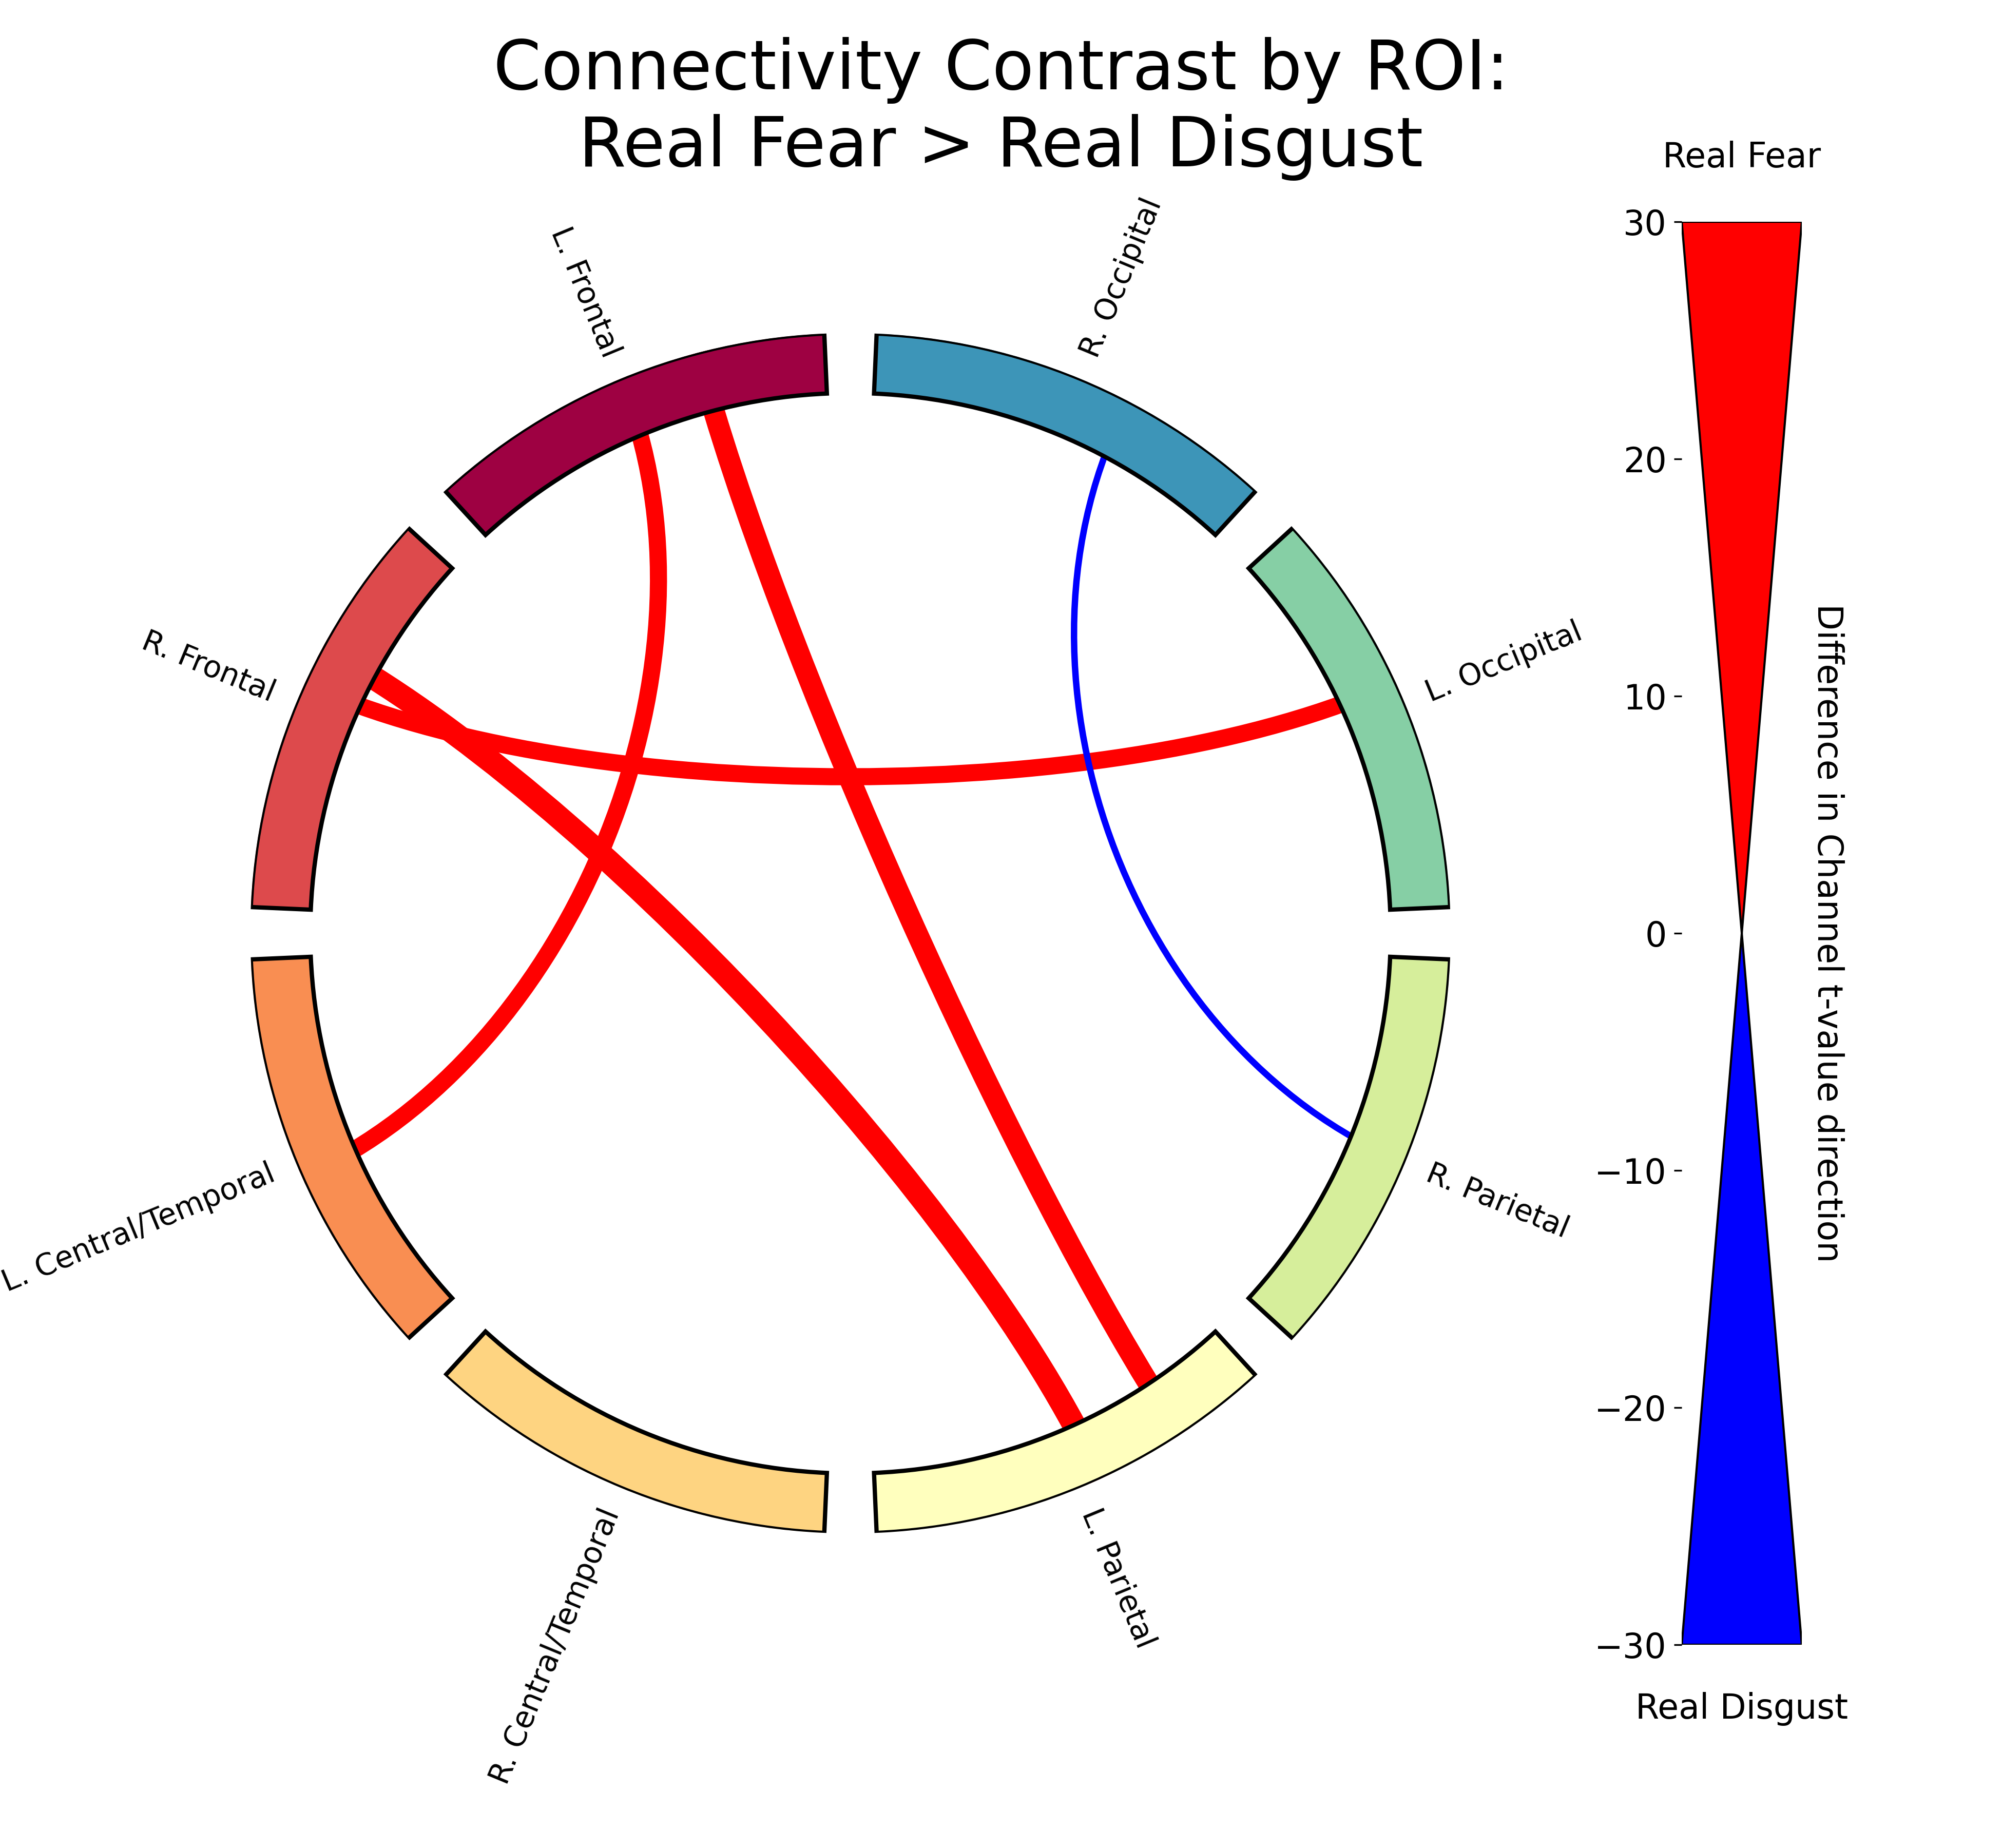 Connectivity Contrast by ROI:
Real Fear > Real Disgust
L. Frontal
R. Occipital
R. Frontal
L. Occipital
L. Central/Temporal
R. Parietal
R. Central/Temporal
L. Parietal
Real Fear
30
20
10
0
−10
−20
−30
Real Disgust
Difference in Channel t-value direction